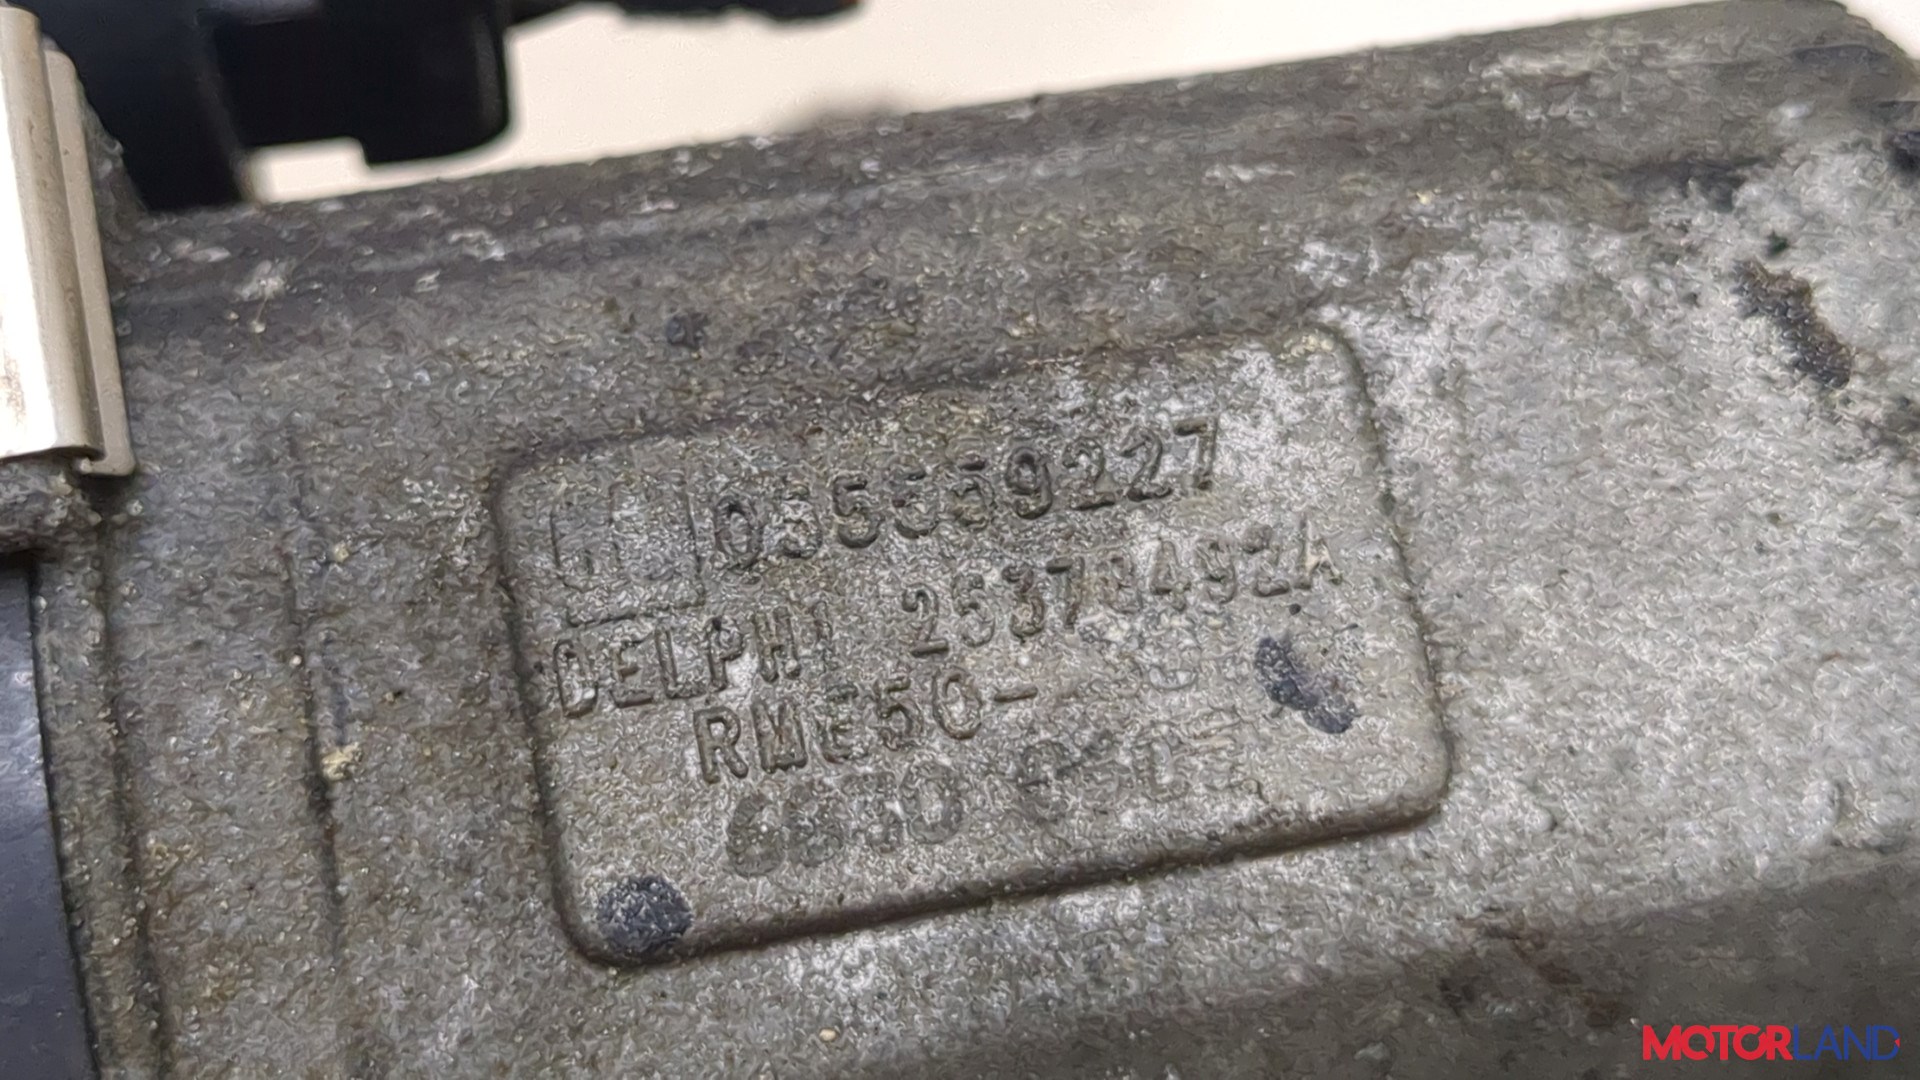 GM 055559227
DELPHI 25378492A
RME50-
MOTORLAND